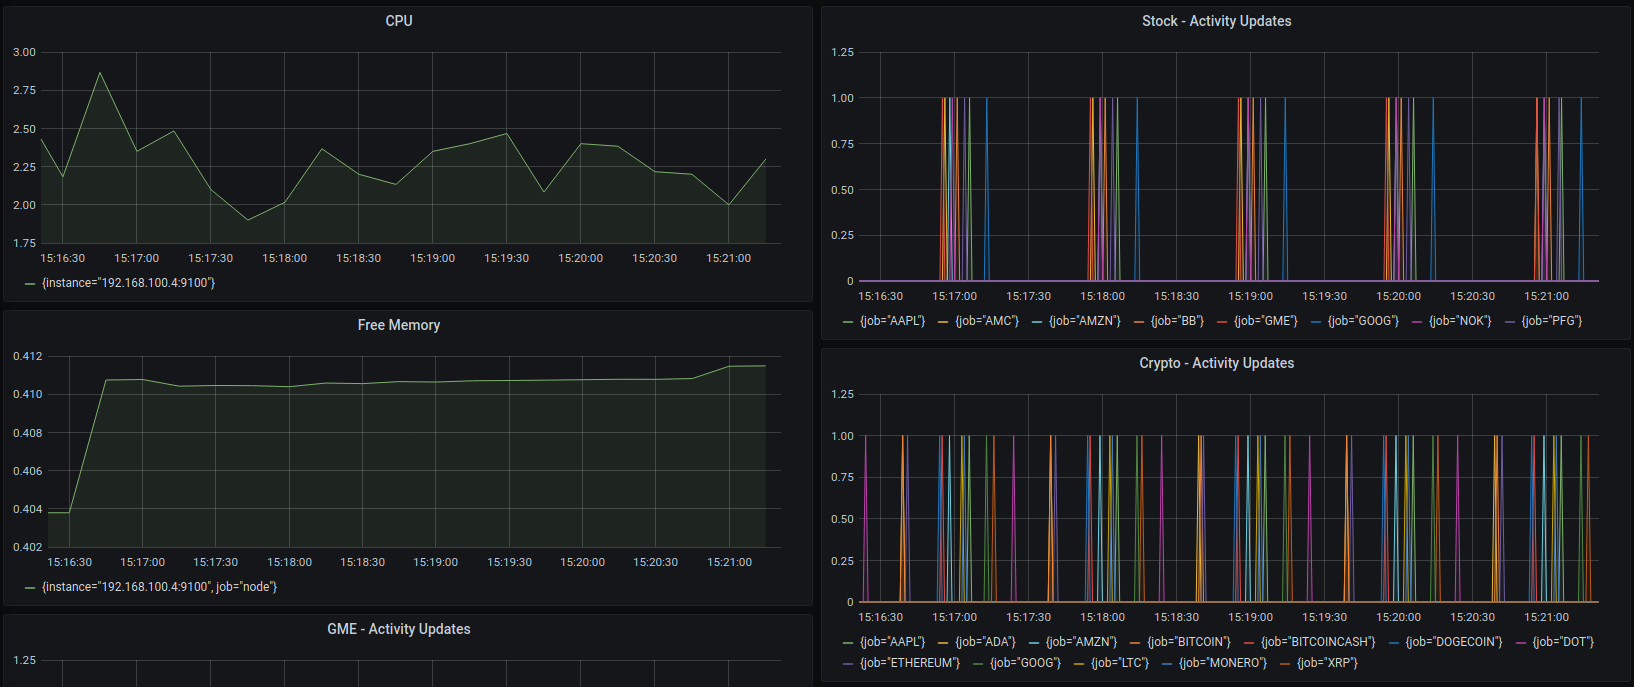 CPU
3.00
2.75
2.50
2.25
2.00
1.75
15:16:30 15:17:00 15:17:30 15:18:00 15:18:30 15:19:00 15:19:30 15:20:00 15:20:30 15:21:00
{instance="192.168.100.4:9100"}
Free Memory
0.412
0.410
0.408
0.406
0.404
0.402
15:16:30 15:17:00 15:17:30 15:18:00 15:18:30 15:19:00 15:19:30 15:20:00 15:20:30 15:21:00
{instance="192.168.100.4:9100", job="node"}
GME - Activity Updates
1.25
Stock - Activity Updates
1.25
1.00
0.75
0.50
0.25
0
15:16:30 15:17:00 15:17:30 15:18:00 15:18:30 15:19:00 15:19:30 15:20:00 15:20:30 15:21:00
{job="AAPL"} {job="AMC"} {job="AMZN"} {job="BB"} {job="GME"} {job="GOOG"} {job="NOK"} {job="PFG"}
Crypto - Activity Updates
1.25
1.00
0.75
0.50
0.25
0
15:16:30 15:17:00 15:17:30 15:18:00 15:18:30 15:19:00 15:19:30 15:20:00 15:20:30 15:21:00
{job="AAPL"} {job="ADA"} {job="AMZN"} {job="BITCOIN"} {job="BITCOINCASH"} {job="DOGECOIN"} {job="DOT"}
{job="ETHEREUM"} {job="GOOG"} {job="LTC"} {job="MONERO"} {job="XRP"}